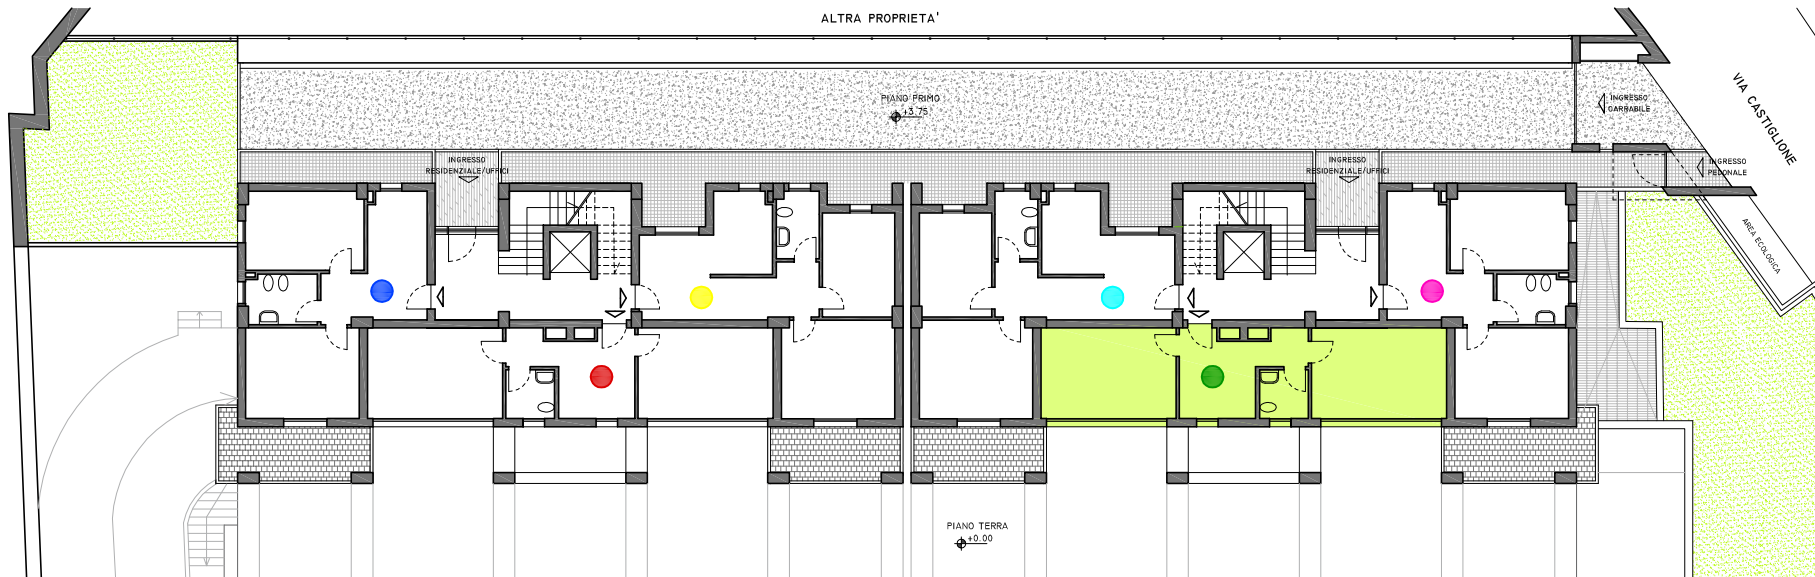 ALTRA PROPRIETA'
VIA CASTIGLIONE
PIANO PRIMO
+3.75
INGRESSO
CARRABILE
INGRESSO
PEDONALE
INGRESSO
RESIDENZIALE/UFFICI
INGRESSO
RESIDENZIALE/UFFICI
AREA ECOLOGICA
PIANO TERRA
+0.00